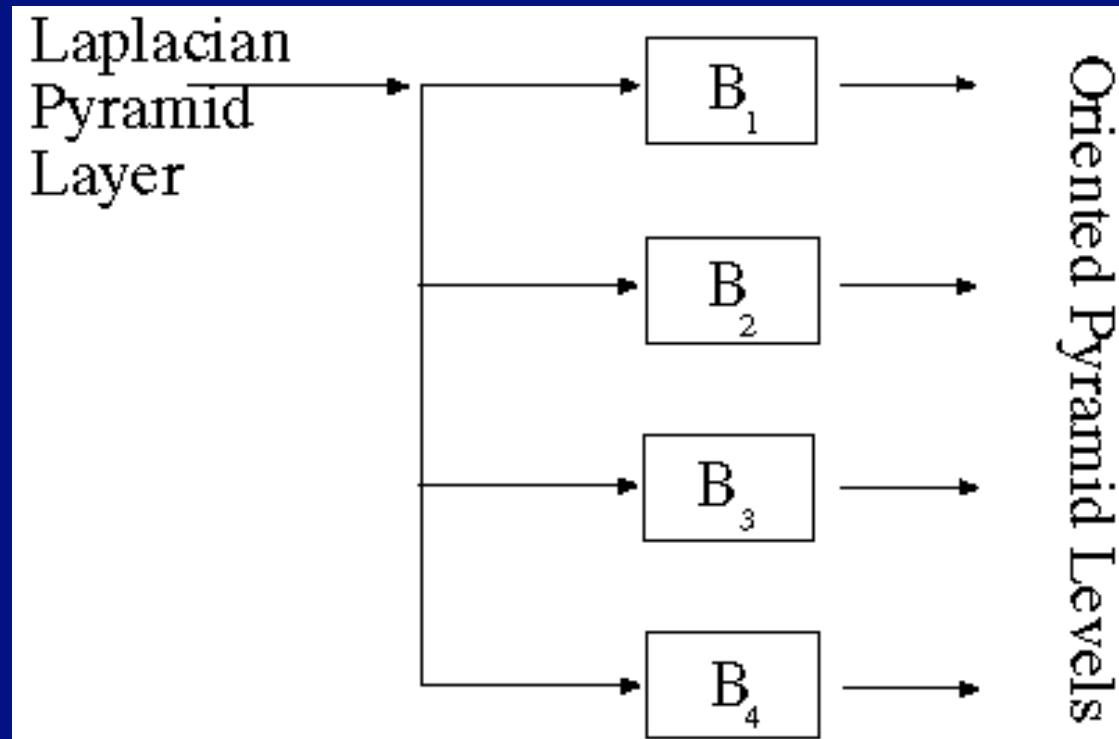 Laplacian
Pyramid
Layer
B1
B2
B3
B4
Oriented Pyramid Levels